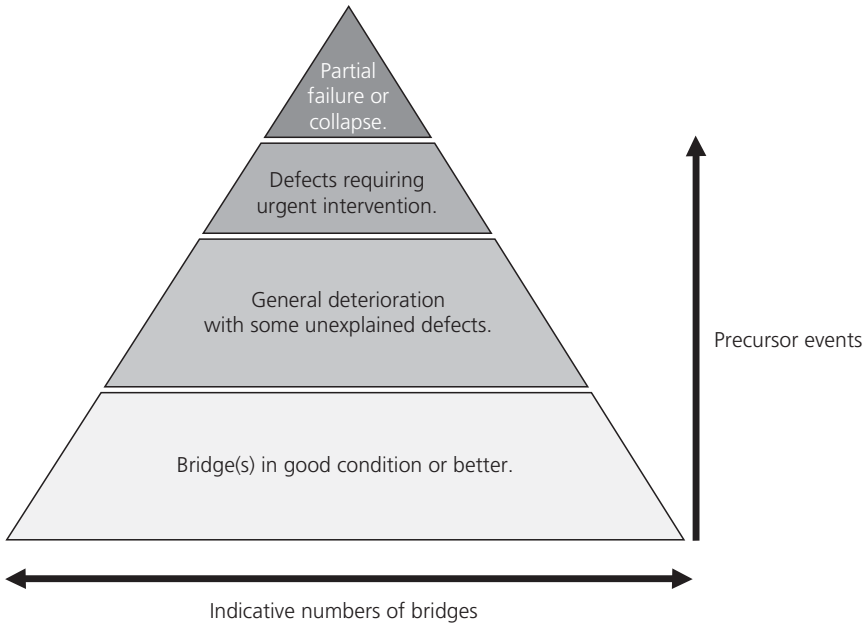 Partial
failure or
collapse.
Defects requiring
urgent intervention.
General deterioration
with some unexplained defects.
Precursor events
Bridge(s) in good condition or better.
Indicative numbers of bridges